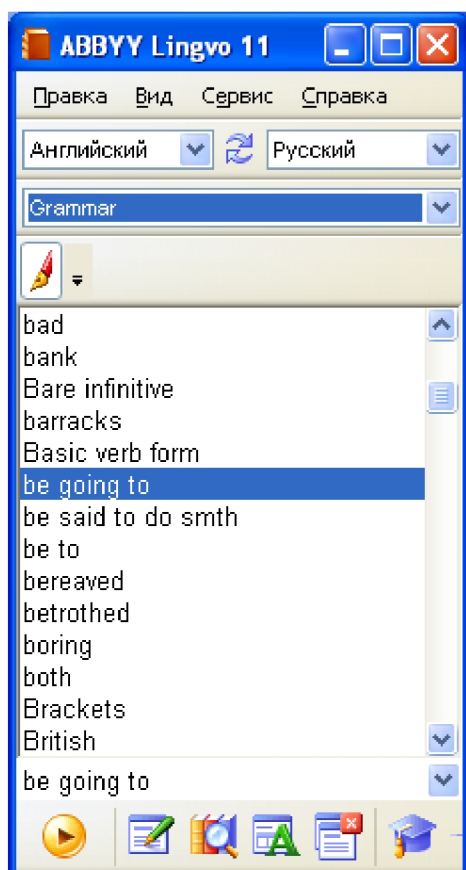 ABBYY Lingvo 11
Правка Вид Сервис Справка
Английский Русский
Grammar
bad
bank
Bare infinitive
barracks
Basic verb form
be going to
be said to do smth
be to
bereaved
betrothed
boring
both
Brackets
British
be going to